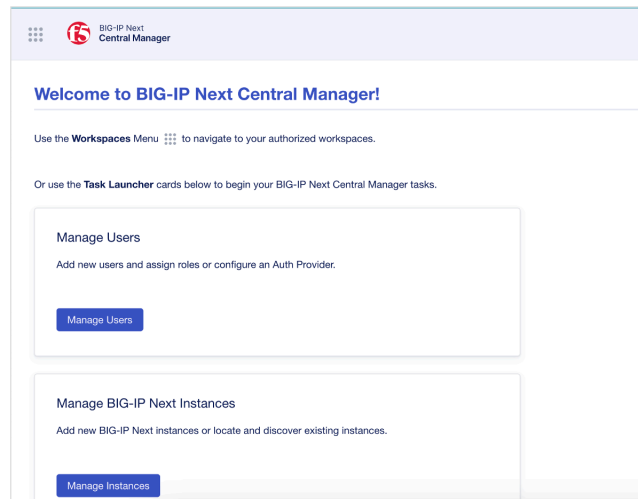 f5
BIG-IP Next
Central Manager
Welcome to BIG-IP Next Central Manager!
Use the Workspaces Menu to navigate to your authorized workspaces.
Or use the Task Launcher cards below to begin your BIG-IP Next Central Manager tasks.
Manage Users
Add new users and assign roles or configure an Auth Provider.
Manage Users
Manage BIG-IP Next Instances
Add new BIG-IP Next instances or locate and discover existing instances.
Manage Instances